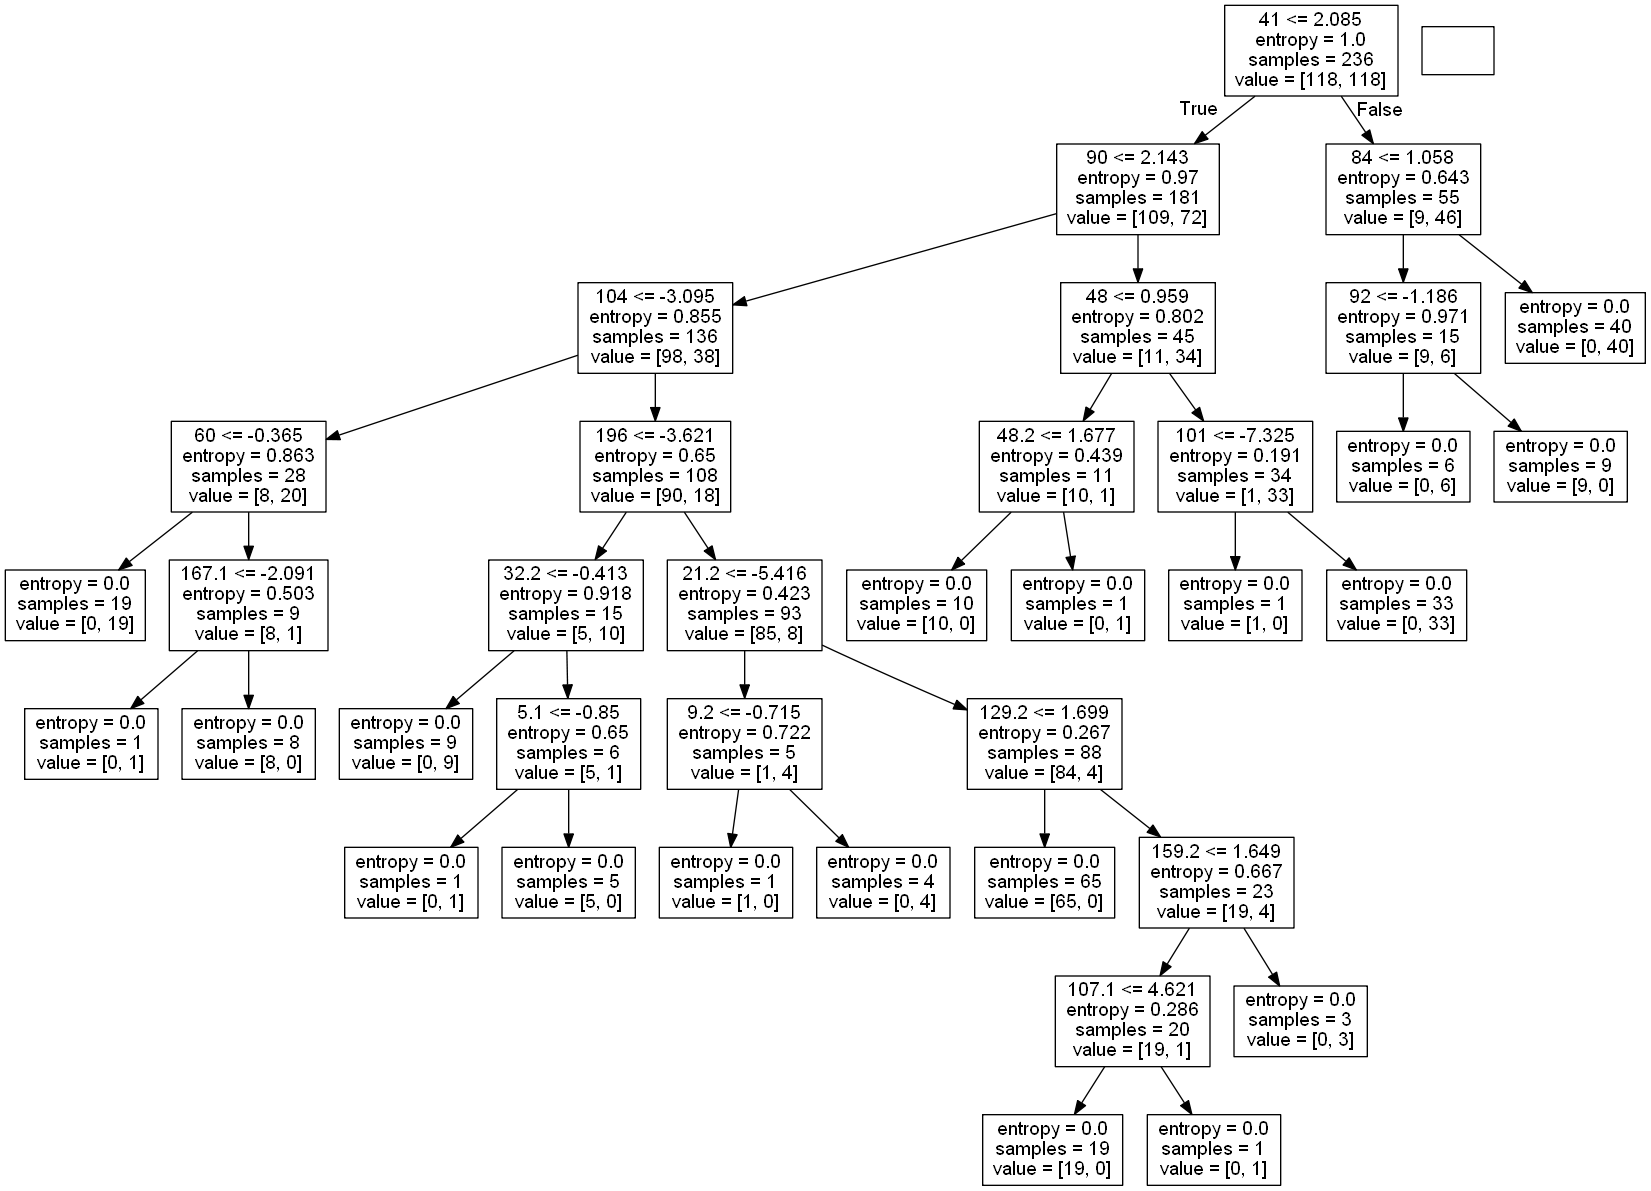 41 <= 2.085
entropy = 1.0
samples = 236
value = [118, 118]
True
False
90 <= 2.143
entropy = 0.97
samples = 181
value = [109, 72]
84 <= 1.058
entropy = 0.643
samples = 55
value = [9, 46]
104 <= -3.095
entropy = 0.855
samples = 136
value = [98, 38]
48 <= 0.959
entropy = 0.802
samples = 45
value = [11, 34]
92 <= -1.186
entropy = 0.971
samples = 15
value = [9, 6]
entropy = 0.0
samples = 40
value = [0, 40]
60 <= -0.365
entropy = 0.863
samples = 28
value = [8, 20]
196 <= -3.621
entropy = 0.65
samples = 108
value = [90, 18]
48.2 <= 1.677
entropy = 0.439
samples = 11
value = [10, 1]
101 <= -7.325
entropy = 0.191
samples = 34
value = [1, 33]
entropy = 0.0
samples = 6
value = [0, 6]
entropy = 0.0
samples = 9
value = [9, 0]
entropy = 0.0
samples = 19
value = [0, 19]
167.1 <= -2.091
entropy = 0.503
samples = 9
value = [8, 1]
32.2 <= -0.413
entropy = 0.918
samples = 15
value = [5, 10]
21.2 <= -5.416
entropy = 0.423
samples = 93
value = [85, 8]
entropy = 0.0
samples = 10
value = [10, 0]
entropy = 0.0
samples = 1
value = [0, 1]
entropy = 0.0
samples = 1
value = [1, 0]
entropy = 0.0
samples = 33
value = [0, 33]
entropy = 0.0
samples = 1
value = [0, 1]
entropy = 0.0
samples = 8
value = [8, 0]
entropy = 0.0
samples = 9
value = [0, 9]
5.1 <= -0.85
entropy = 0.65
samples = 6
value = [5, 1]
9.2 <= -0.715
entropy = 0.722
samples = 5
value = [1, 4]
129.2 <= 1.699
entropy = 0.267
samples = 88
value = [84, 4]
entropy = 0.0
samples = 1
value = [0, 1]
entropy = 0.0
samples = 5
value = [5, 0]
entropy = 0.0
samples = 1
value = [1, 0]
entropy = 0.0
samples = 4
value = [0, 4]
entropy = 0.0
samples = 65
value = [65, 0]
159.2 <= 1.649
entropy = 0.667
samples = 23
value = [19, 4]
107.1 <= 4.621
entropy = 0.286
samples = 20
value = [19, 1]
entropy = 0.0
samples = 3
value = [0, 3]
entropy = 0.0
samples = 19
value = [19, 0]
entropy = 0.0
samples = 1
value = [0, 1]